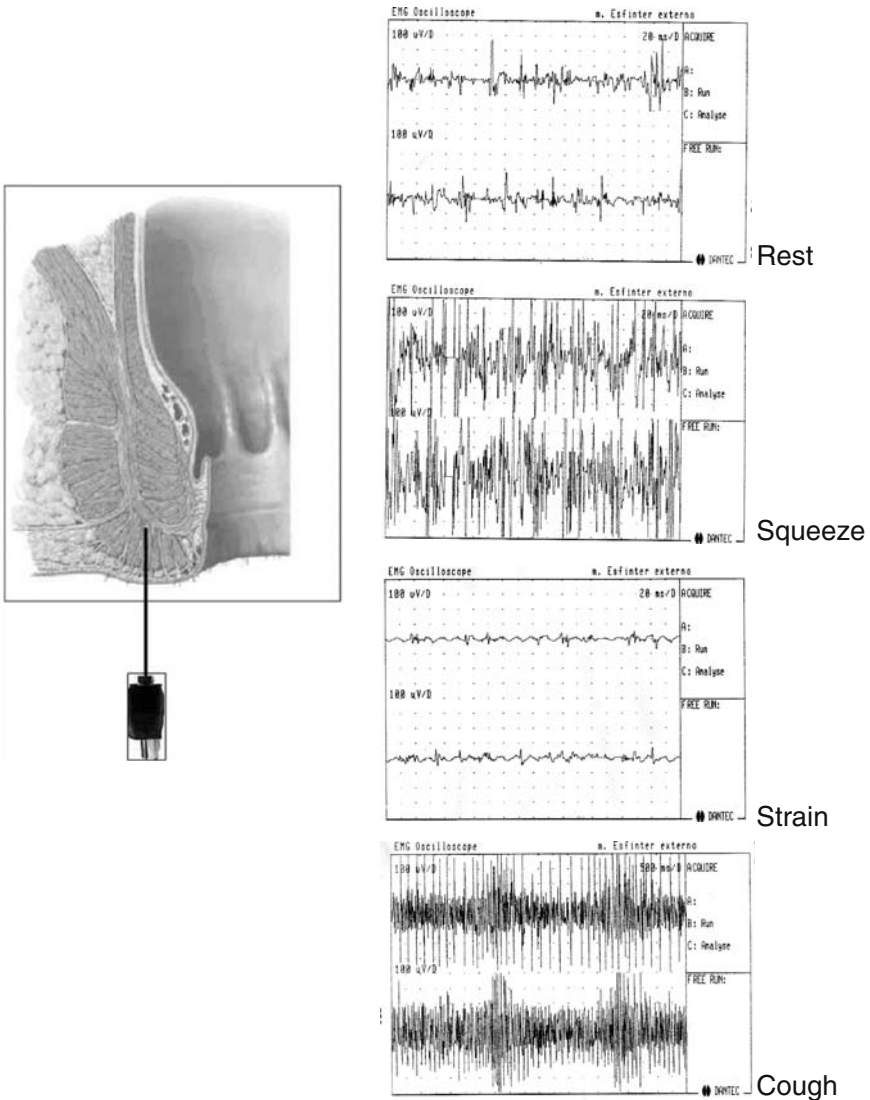 EMG Oscilloscope m. Esfinter externo
100 uV/D 20 ms/D ACQUIRE
A:
B: Run
C: Analyse
100 uV/D
FREE RUN:
DANTEC
Rest
EMG Oscilloscope m. Esfinter externo
100 uV/D 20 ms/D ACQUIRE
A:
B: Run
C: Analyse
100 uV/D
FREE RUN:
DANTEC
Squeeze
EMG Oscilloscope m. Esfinter externo
100 uV/D 20 ms/D ACQUIRE
A:
B: Run
C: Analyse
100 uV/D
FREE RUN:
DANTEC
Strain
EMG Oscilloscope m. Esfinter externo
100 uV/D 500 ms/D ACQUIRE
A:
B: Run
C: Analyse
100 uV/D
FREE RUN:
DANTEC
Cough